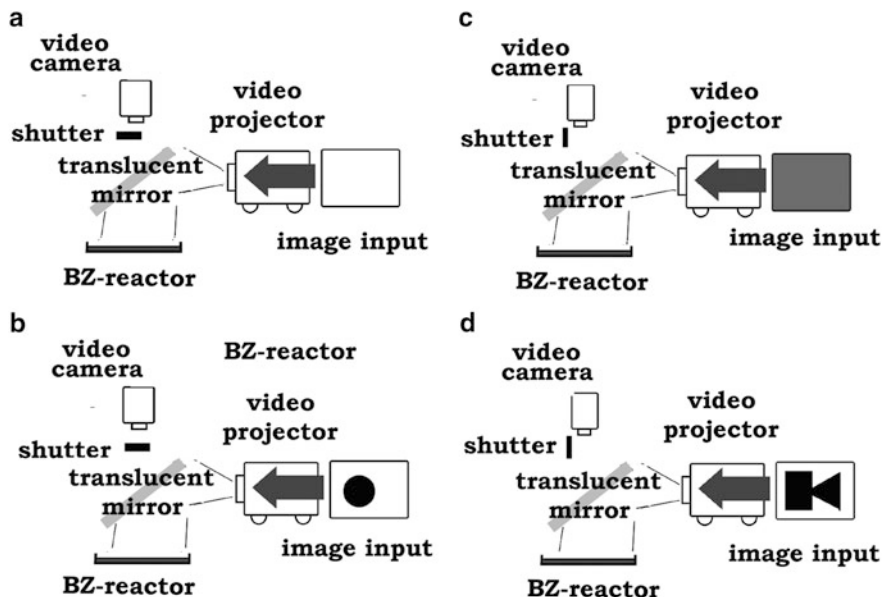 a
video
camera
shutter
video
projector
translucent
mirror
image input
BZ-reactor
b
BZ-reactor
video
camera
shutter
video
projector
translucent
mirror
image input
BZ-reactor
c
video
camera
shutter
video
projector
translucent
mirror
image input
BZ-reactor
d
video
camera
shutter
video
projector
translucent
mirror
image input
BZ-reactor